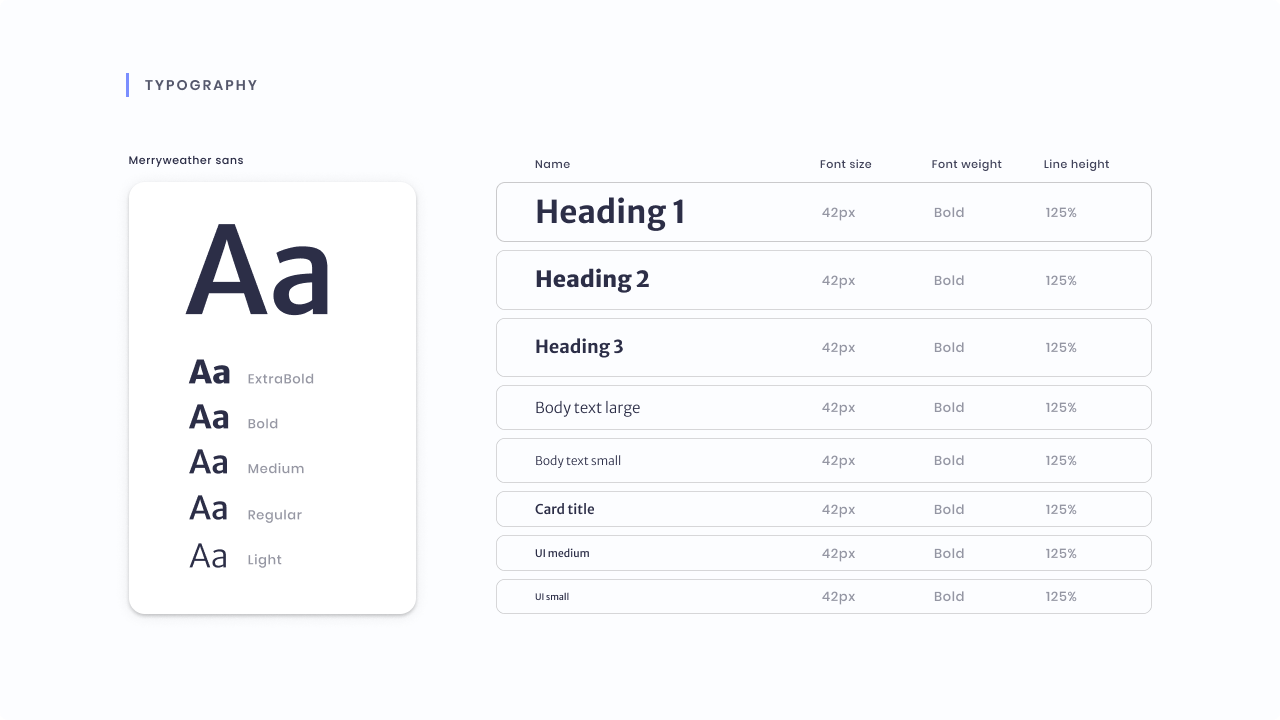 TYPOGRAPHY
Merryweather sans
Aa
Aa ExtraBold
Aa Bold
Aa Medium
Aa Regular
Aa Light
Name Font size Font weight Line height
Heading 1 42px Bold 125%
Heading 2 42px Bold 125%
Heading 3 42px Bold 125%
Body text large 42px Bold 125%
Body text small 42px Bold 125%
Card title 42px Bold 125%
UI medium 42px Bold 125%
UI small 42px Bold 125%